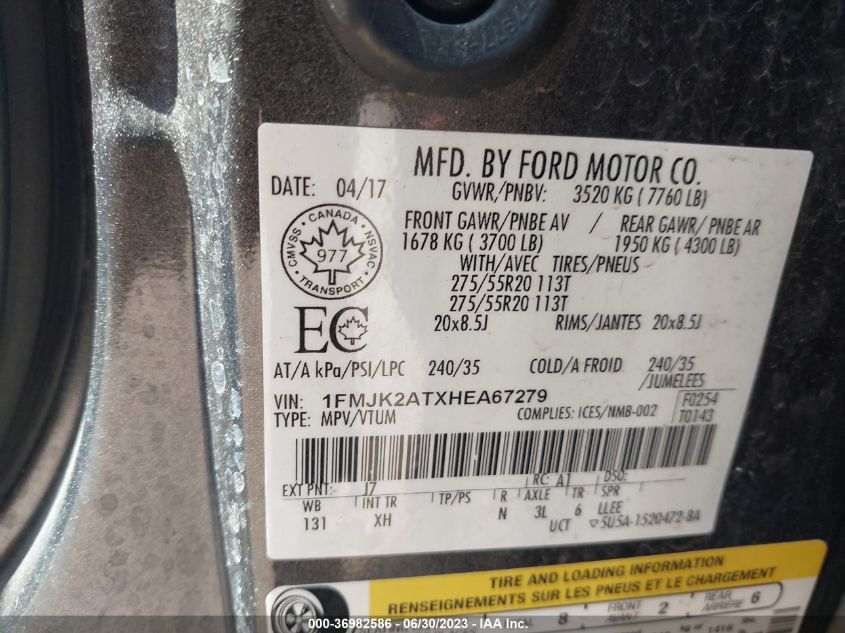 MFD. BY FORD MOTOR CO.
DATE: 04/17
GVWR/PNBV: 3520 KG ( 7760 LB)
FRONT GAWR/PNBE AV / REAR GAWR/ PNBE AR
1678 KG ( 3700 LB) 1950 KG ( 4300 LB)
CMVSS • CANADA • NSVAC
977
TRANSPORT
WITH/AVEC TIRES/PNEUS
275/55R20 113T
275/55R20 113T
EC
20x8.5J RIMS/JANTES 20x8.5J
AT/A kPa/PSI/LPC 240/35 COLD/A FROID 240/35
/JUMELEES
VIN: 1FMJK2ATXHEA67279 F0254
TYPE: MPV/VTUM COMPLIES: ICES/NMB-002 T0143
EXT PNT: J7 RC: A1 DSO:
WB INT TR TP/PS R AXLE TR SPR
131 XH N 3L 6 LLEE
UCT ▽5U5A-1520472-BA
TIRE AND LOADING INFORMATION
RENSEIGNEMENTS SUR LES PNEUS ET LE CHARGEMENT
8 FRONT AVANT 2 REAR ARRIÈRE 6
000-36982586 - 06/30/2023 - © IAA, Inc.